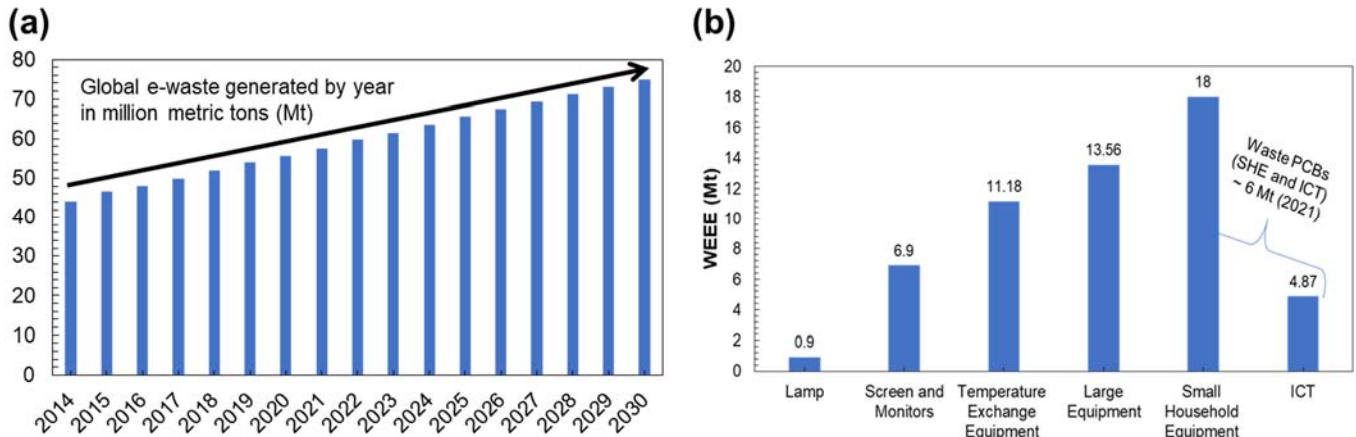 (a)
Global e-waste generated by year
in million metric tons (Mt)
80
70
60
50
40
30
20
10
0
2014
2015
2016
2017
2018
2019
2020
2021
2022
2023
2024
2025
2026
2027
2028
2029
2030
(b)
WEEE (Mt)
20
18
16
14
12
10
8
6
4
2
0
0.9
6.9
11.18
13.56
18
4.87
Waste PCBs
(SHE and ICT)
~ 6 Mt (2021)
Lamp
Screen and
Monitors
Temperature
Exchange
Equipment
Large
Equipment
Small
Household
Equipment
ICT